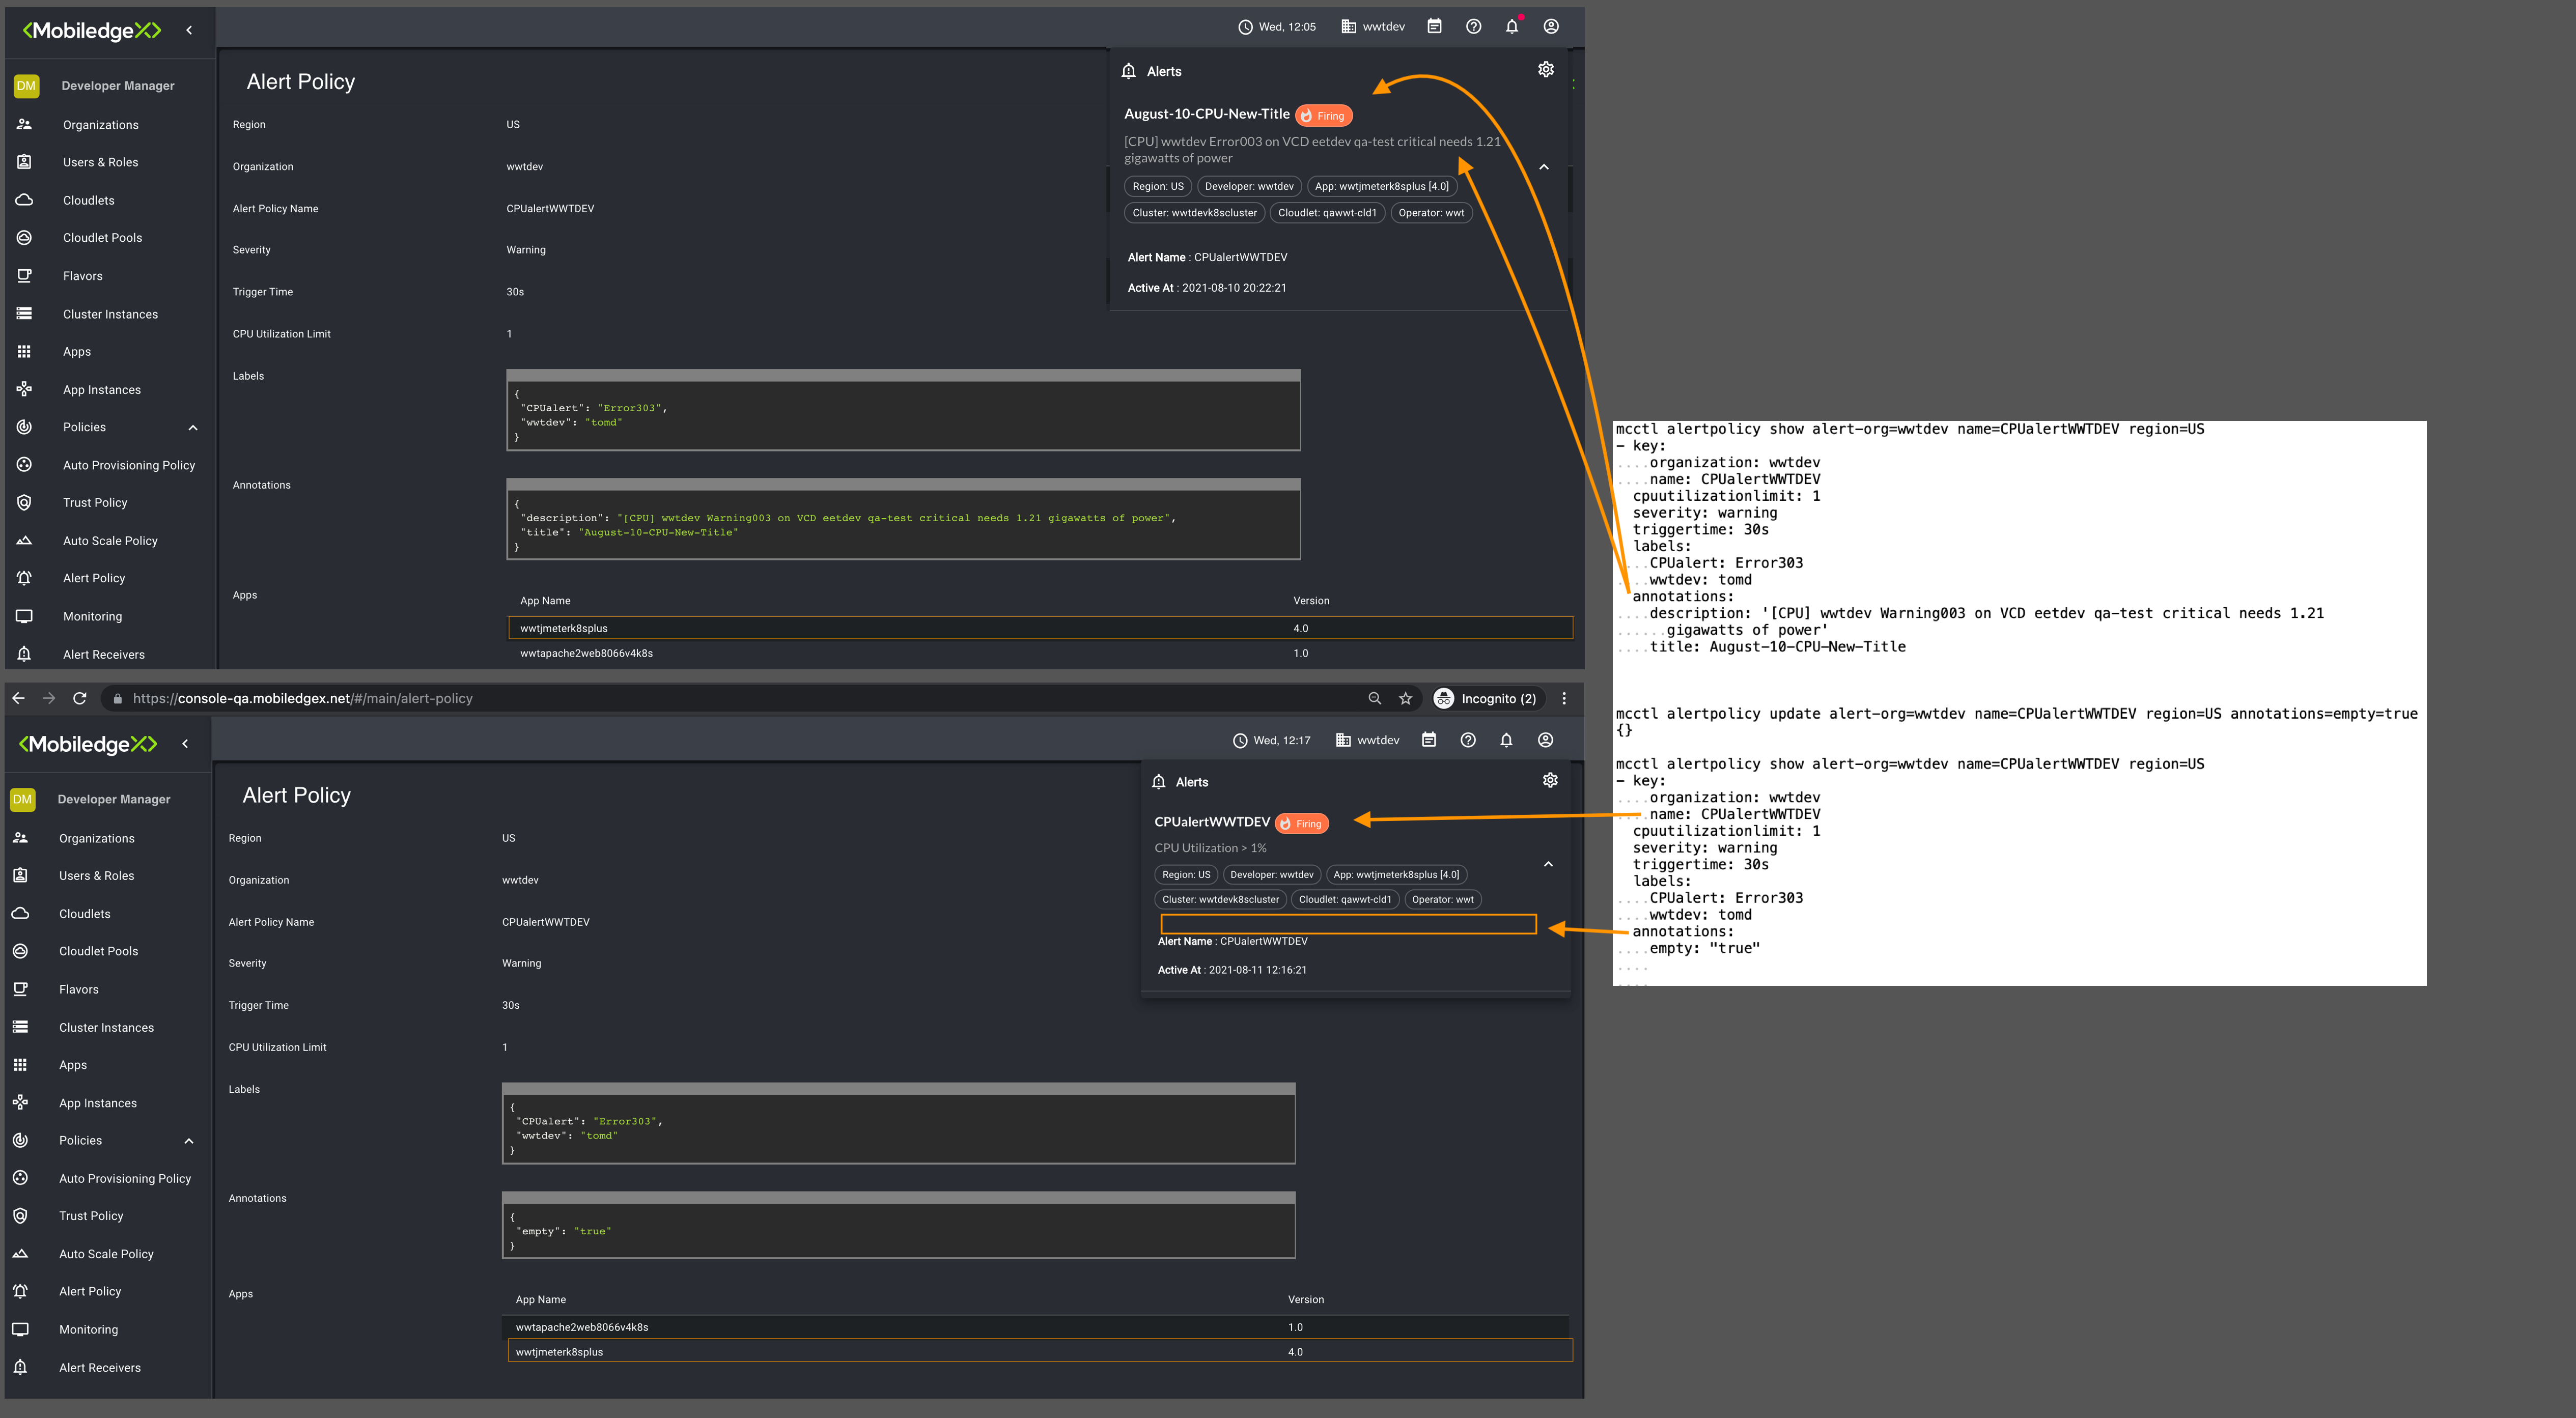 <MobiledgeX>
Wed, 12:05
wwtdev
DM
Developer Manager
Organizations
Users & Roles
Cloudlets
Cloudlet Pools
Flavors
Cluster Instances
Apps
App Instances
Policies
Auto Provisioning Policy
Trust Policy
Auto Scale Policy
Alert Policy
Monitoring
Alert Receivers
Alert Policy
Region US
Organization wwtdev
Alert Policy Name CPUalertWWTDEV
Severity Warning
Trigger Time 30s
CPU Utilization Limit 1
Labels
{
"CPUalert": "Error303",
"wwtdev": "tomd"
}
Annotations
{
"description": "[CPU] wwtdev Warning003 on VCD eetdev qa-test critical needs 1.21 gigawatts of power",
"title": "August-10-CPU-New-Title"
}
Apps
App Name Version
wwtjmeterk8splus 4.0
wwtapache2web8066v4k8s 1.0
Alerts
August-10-CPU-New-Title Firing
[CPU] wwtdev Error003 on VCD eetdev qa-test critical needs 1.21
gigawatts of power
Region: US Developer: wwtdev App: wwtjmeterk8splus [4.0]
Cluster: wwtdevk8scluster Cloudlet: qawwt-cld1 Operator: wwt
Alert Name : CPUalertWWTDEV
Active At : 2021-08-10 20:22:21
mcctl alertpolicy show alert-org=wwtdev name=CPUalertWWTDEV region=US
- key:
....organization: wwtdev
....name: CPUalertWWTDEV
cpuutilizationlimit: 1
severity: warning
triggertime: 30s
labels:
....CPUalert: Error303
....wwtdev: tomd
annotations:
....description: '[CPU] wwtdev Warning003 on VCD eetdev qa-test critical needs 1.21
......gigawatts of power'
....title: August-10-CPU-New-Title
mcctl alertpolicy update alert-org=wwtdev name=CPUalertWWTDEV region=US annotations=empty=true
{}
mcctl alertpolicy show alert-org=wwtdev name=CPUalertWWTDEV region=US
- key:
....organization: wwtdev
....name: CPUalertWWTDEV
cpuutilizationlimit: 1
severity: warning
triggertime: 30s
labels:
....CPUalert: Error303
....wwtdev: tomd
annotations:
....empty: "true"
....
....
https://console-qa.mobiledgex.net/#/main/alert-policy
Incognito (2)
<MobiledgeX>
Wed, 12:17
wwtdev
DM
Developer Manager
Organizations
Users & Roles
Cloudlets
Cloudlet Pools
Flavors
Cluster Instances
Apps
App Instances
Policies
Auto Provisioning Policy
Trust Policy
Auto Scale Policy
Alert Policy
Monitoring
Alert Receivers
Alert Policy
Region US
Organization wwtdev
Alert Policy Name CPUalertWWTDEV
Severity Warning
Trigger Time 30s
CPU Utilization Limit 1
Labels
{
"CPUalert": "Error303",
"wwtdev": "tomd"
}
Annotations
{
"empty": "true"
}
Apps
App Name Version
wwtapache2web8066v4k8s 1.0
wwtjmeterk8splus 4.0
Alerts
CPUalertWWTDEV Firing
CPU Utilization > 1%
Region: US Developer: wwtdev App: wwtjmeterk8splus [4.0]
Cluster: wwtdevk8scluster Cloudlet: qawwt-cld1 Operator: wwt
Alert Name : CPUalertWWTDEV
Active At : 2021-08-11 12:16:21